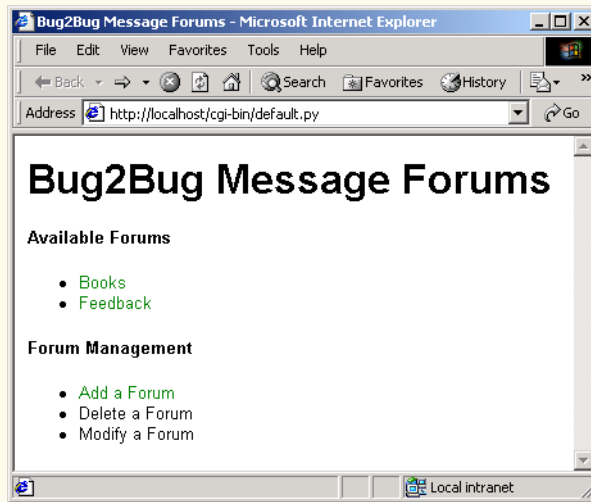 Bug2Bug Message Forums - Microsoft Internet Explorer
File Edit View Favorites Tools Help
Back Search Favorites History »
Address http://localhost/cgi-bin/default.py Go
Bug2Bug Message Forums
Available Forums
• Books
• Feedback
Forum Management
• Add a Forum
• Delete a Forum
• Modify a Forum
Local intranet